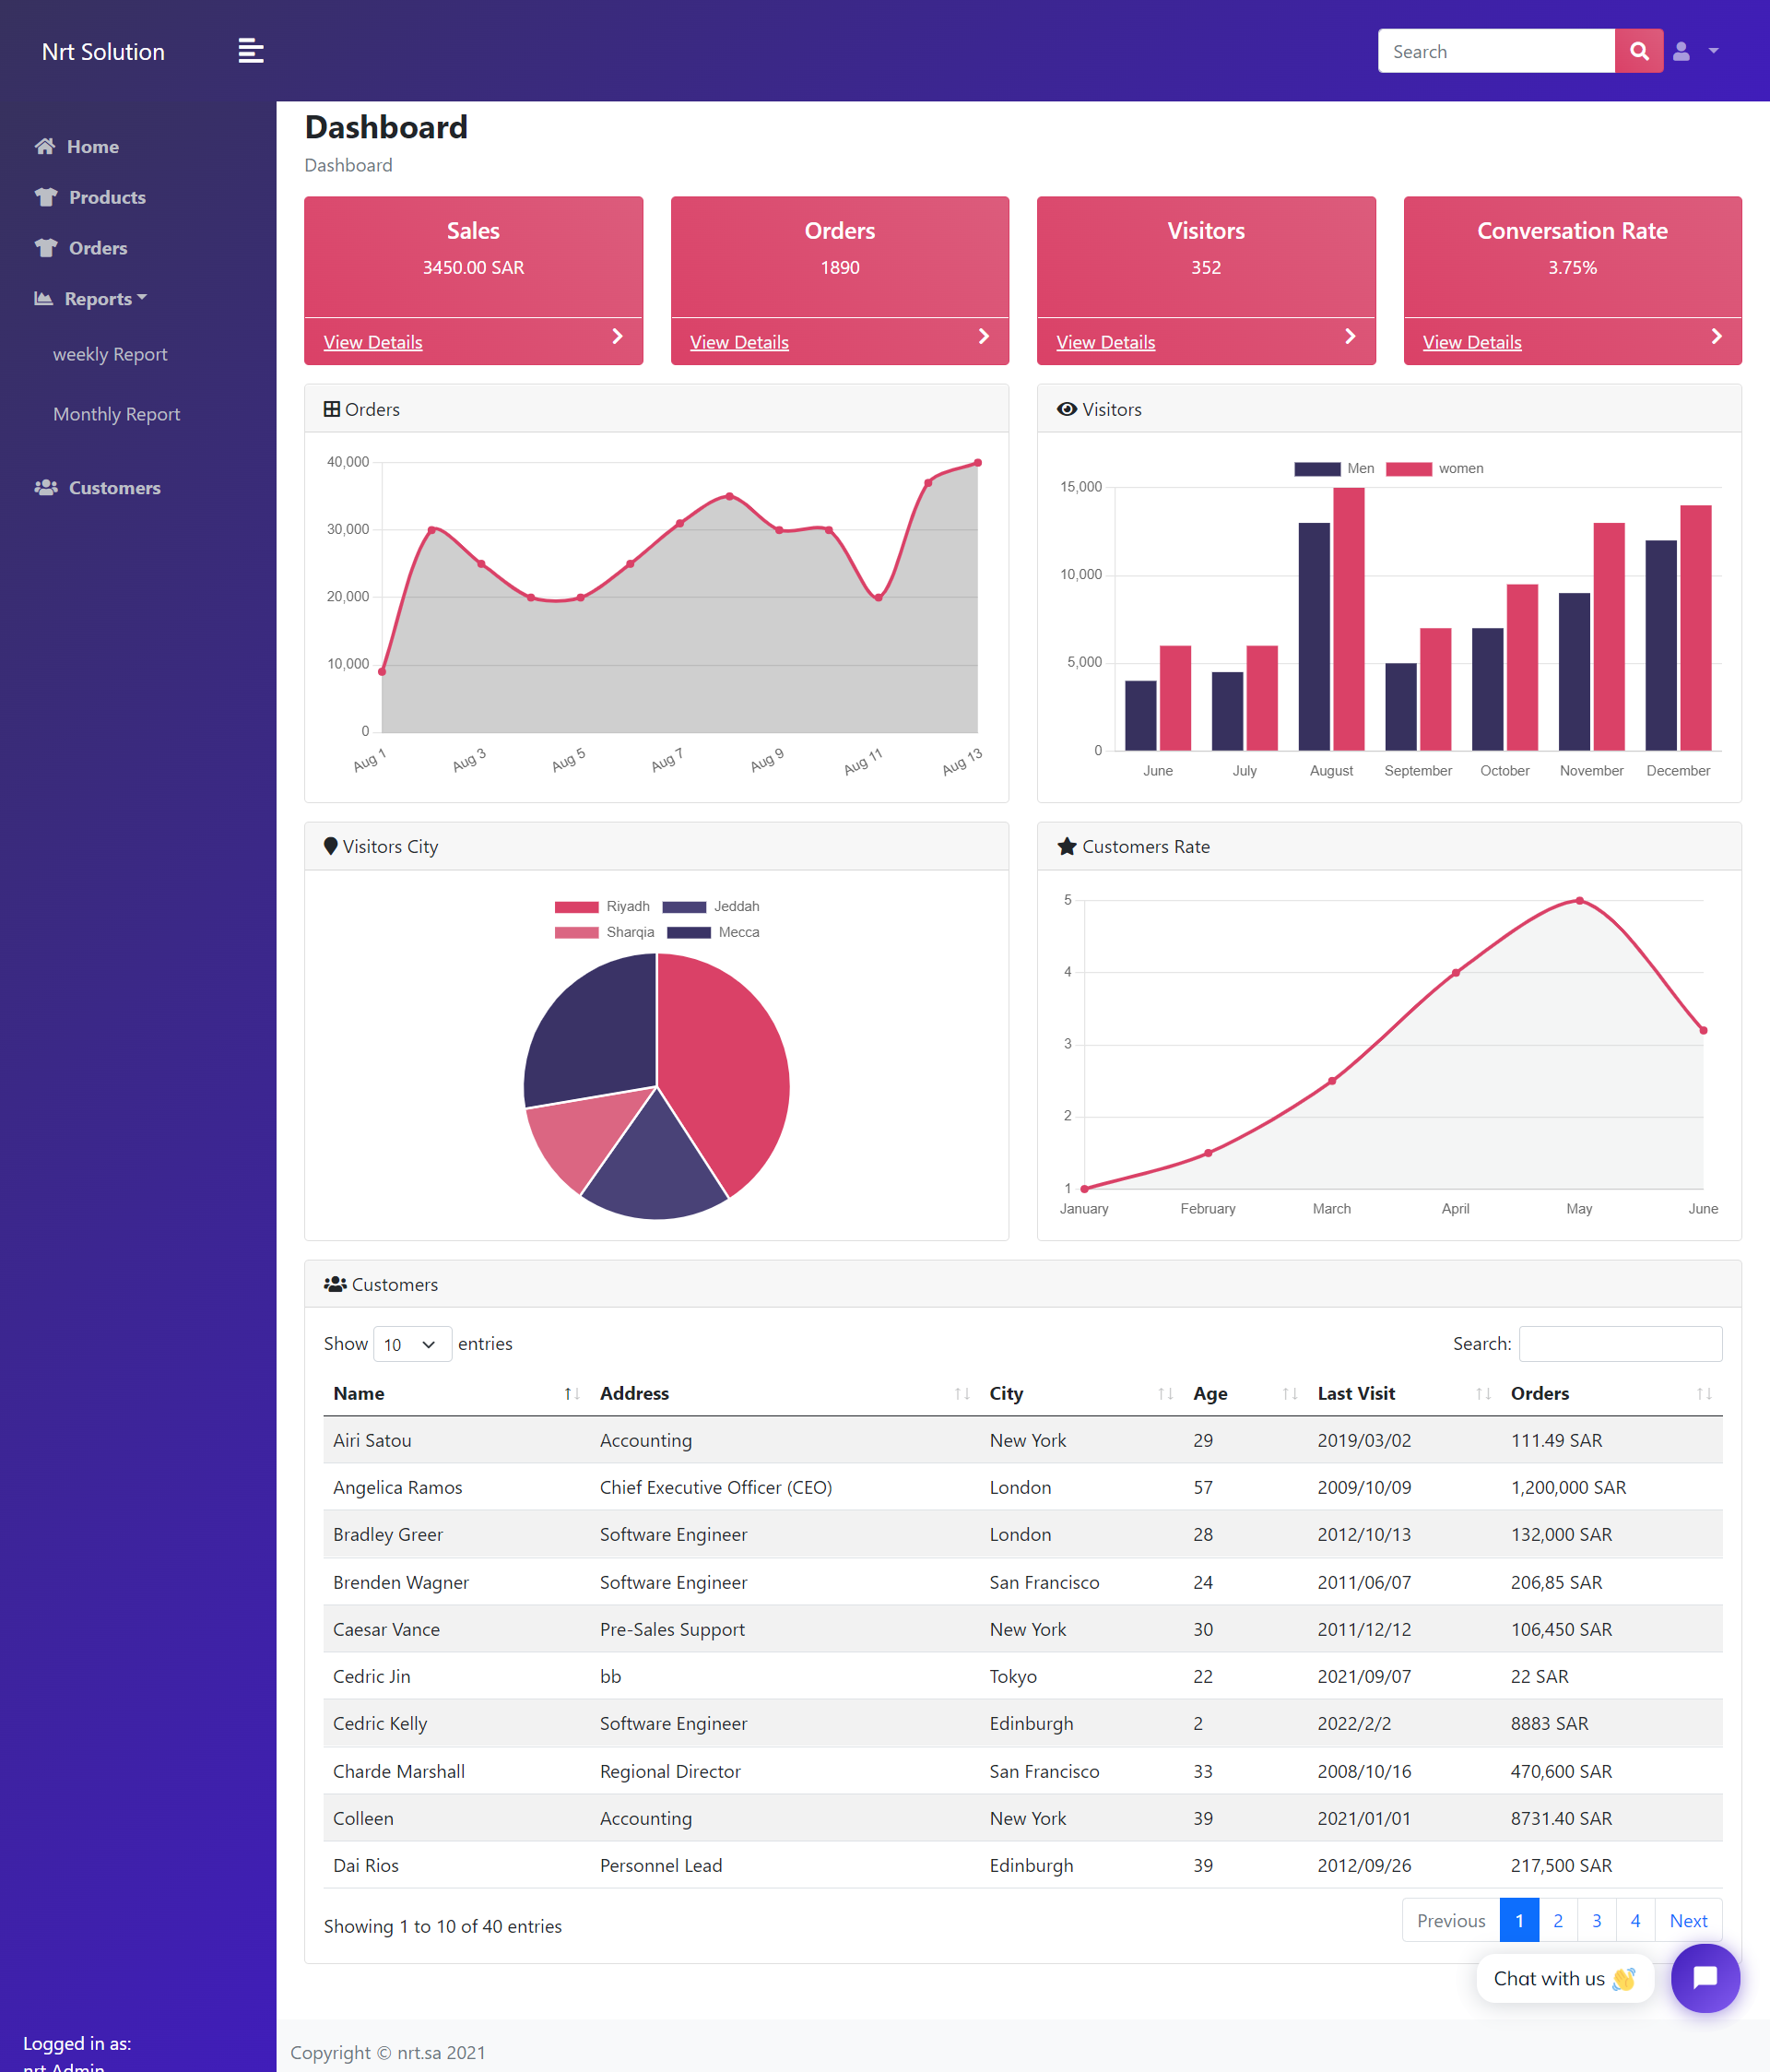 Nrt Solution
Search
Home
Products
Orders
Reports
weekly Report
Monthly Report
Customers
Dashboard
Dashboard
Sales
3450.00 SAR
View Details
Orders
1890
View Details
Visitors
352
View Details
Conversation Rate
3.75%
View Details
Orders
40,000
30,000
20,000
10,000
0
Aug 1 Aug 3 Aug 5 Aug 7 Aug 9 Aug 11 Aug 13
Visitors
Men women
15,000
10,000
5,000
0
June July August September October November December
Visitors City
Riyadh Jeddah
Sharqia Mecca
Customers Rate
5
4
3
2
1
January February March April May June
Customers
Show 10 entries Search:
Name Address City Age Last Visit Orders
Airi Satou Accounting New York 29 2019/03/02 111.49 SAR
Angelica Ramos Chief Executive Officer (CEO) London 57 2009/10/09 1,200,000 SAR
Bradley Greer Software Engineer London 28 2012/10/13 132,000 SAR
Brenden Wagner Software Engineer San Francisco 24 2011/06/07 206,85 SAR
Caesar Vance Pre-Sales Support New York 30 2011/12/12 106,450 SAR
Cedric Jin bb Tokyo 22 2021/09/07 22 SAR
Cedric Kelly Software Engineer Edinburgh 2 2022/2/2 8883 SAR
Charde Marshall Regional Director San Francisco 33 2008/10/16 470,600 SAR
Colleen Accounting New York 39 2021/01/01 8731.40 SAR
Dai Rios Personnel Lead Edinburgh 39 2012/09/26 217,500 SAR
Showing 1 to 10 of 40 entries
Previous 1 2 3 4 Next
Chat with us 👋
Logged in as:
nrt Admin
Copyright © nrt.sa 2021